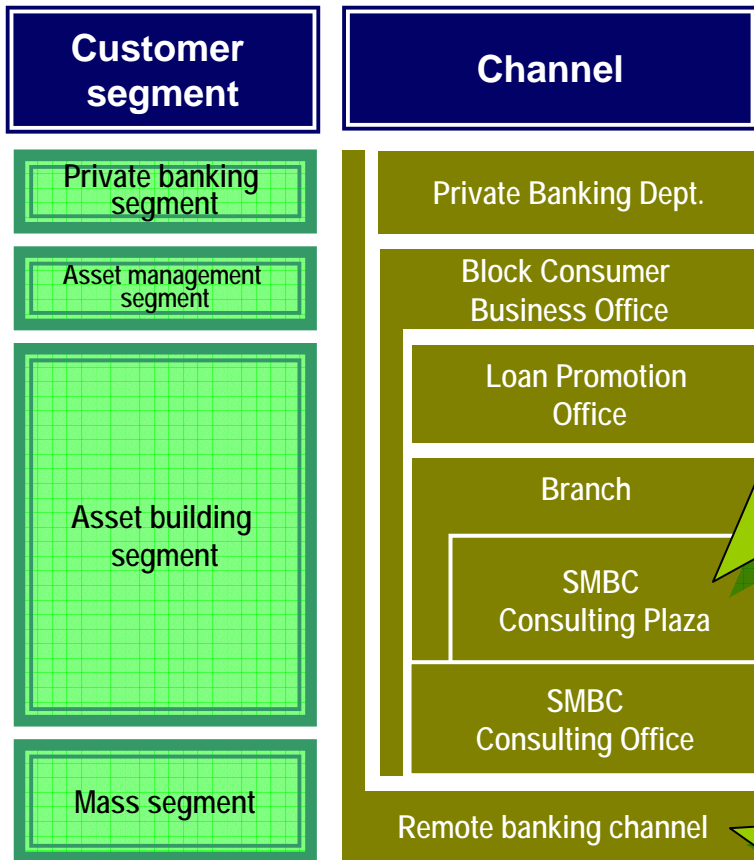 Customer
segment
Channel
Private banking
segment
Private Banking Dept.
Asset management
segment
Block Consumer
Business Office
Asset building
segment
Loan Promotion
Office
Branch
SMBC
Consulting Plaza
SMBC
Consulting Office
Mass segment
Remote banking channel